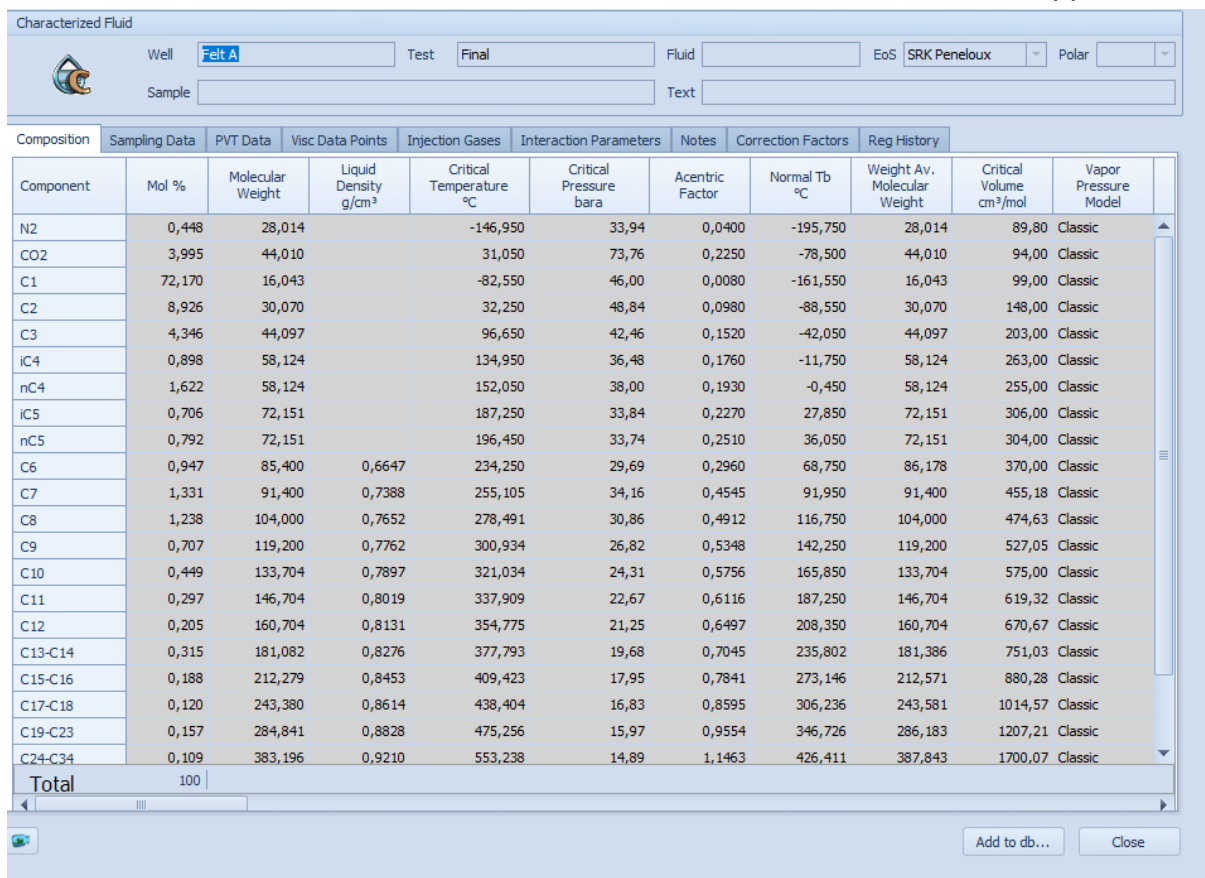 Characterized Fluid
Well Felt A Test Final Fluid EoS SRK Peneloux Polar
Sample Text
Composition Sampling Data PVT Data Visc Data Points Injection Gases Interaction Parameters Notes Correction Factors Reg History
Component Mol % Molecular Weight Liquid Density g/cm³ Critical Temperature ºC Critical Pressure bara Acentric Factor Normal Tb ºC Weight Av. Molecular Weight Critical Volume cm³/mol Vapor Pressure Model
N2 0,448 28,014 -146,950 33,94 0,0400 -195,750 28,014 89,80 Classic
CO2 3,995 44,010 31,050 73,76 0,2250 -78,500 44,010 94,00 Classic
C1 72,170 16,043 -82,550 46,00 0,0080 -161,550 16,043 99,00 Classic
C2 8,926 30,070 32,250 48,84 0,0980 -88,550 30,070 148,00 Classic
C3 4,346 44,097 96,650 42,46 0,1520 -42,050 44,097 203,00 Classic
iC4 0,898 58,124 134,950 36,48 0,1760 -11,750 58,124 263,00 Classic
nC4 1,622 58,124 152,050 38,00 0,1930 -0,450 58,124 255,00 Classic
iC5 0,706 72,151 187,250 33,84 0,2270 27,850 72,151 306,00 Classic
nC5 0,792 72,151 196,450 33,74 0,2510 36,050 72,151 304,00 Classic
C6 0,947 85,400 0,6647 234,250 29,69 0,2960 68,750 86,178 370,00 Classic
C7 1,331 91,400 0,7388 255,105 34,16 0,4545 91,950 91,400 455,18 Classic
C8 1,238 104,000 0,7652 278,491 30,86 0,4912 116,750 104,000 474,63 Classic
C9 0,707 119,200 0,7762 300,934 26,82 0,5348 142,250 119,200 527,05 Classic
C10 0,449 133,704 0,7897 321,034 24,31 0,5756 165,850 133,704 575,00 Classic
C11 0,297 146,704 0,8019 337,909 22,67 0,6116 187,250 146,704 619,32 Classic
C12 0,205 160,704 0,8131 354,775 21,25 0,6497 208,350 160,704 670,67 Classic
C13-C14 0,315 181,082 0,8276 377,793 19,68 0,7045 235,802 181,386 751,03 Classic
C15-C16 0,188 212,279 0,8453 409,423 17,95 0,7841 273,146 212,571 880,28 Classic
C17-C18 0,120 243,380 0,8614 438,404 16,83 0,8595 306,236 243,581 1014,57 Classic
C19-C23 0,157 284,841 0,8828 475,256 15,97 0,9554 346,726 286,183 1207,21 Classic
C24-C34 0,109 383,196 0,9210 553,238 14,89 1,1463 426,411 387,843 1700,07 Classic
Total 100
Add to db... Close